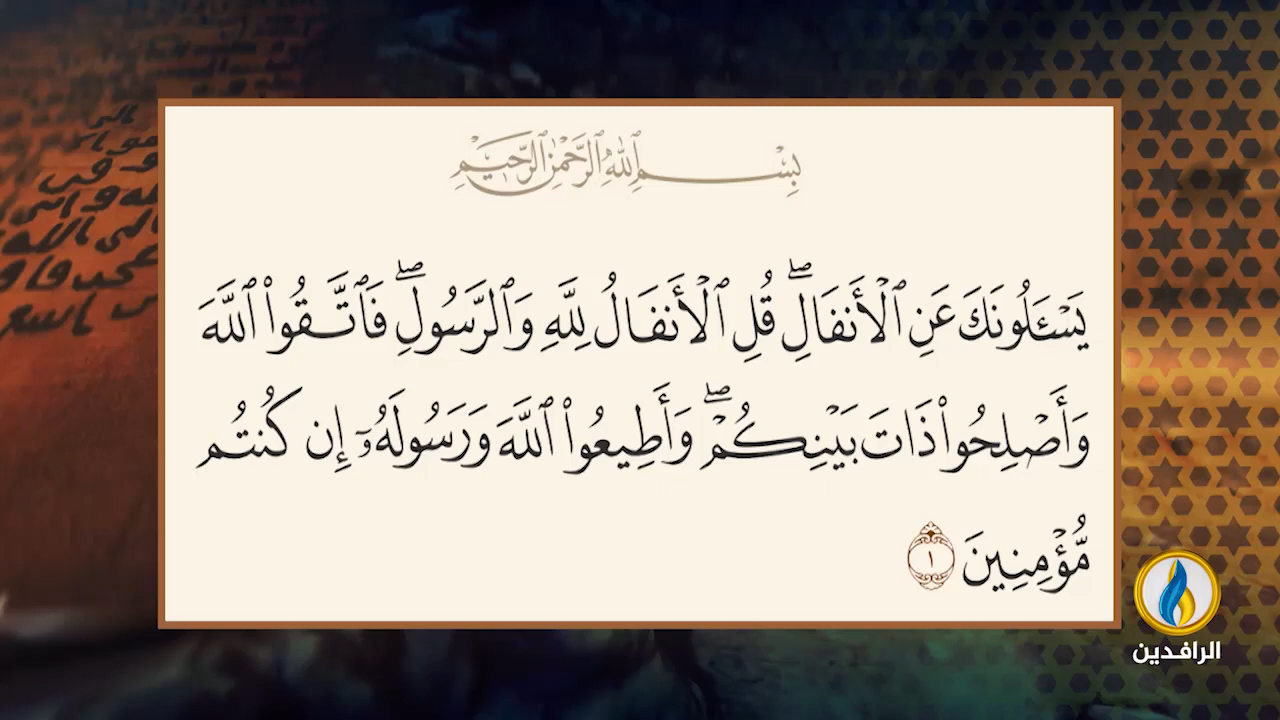 بِسْمِ ٱللَّهِ ٱلرَّحْمَٰنِ ٱلرَّحِيمِ
يَسْـَٔلُونَكَ عَنِ ٱلْأَنفَالِ ۖ قُلِ ٱلْأَنفَالُ لِلَّهِ وَٱلرَّسُولِ ۖ فَٱتَّقُوا۟ ٱللَّهَ
وَأَصْلِحُوا۟ ذَاتَ بَيْنِكُمْ ۖ وَأَطِيعُوا۟ ٱللَّهَ وَرَسُولَهُۥٓ إِن كُنتُم
مُّؤْمِنِينَ ١
الرافدين